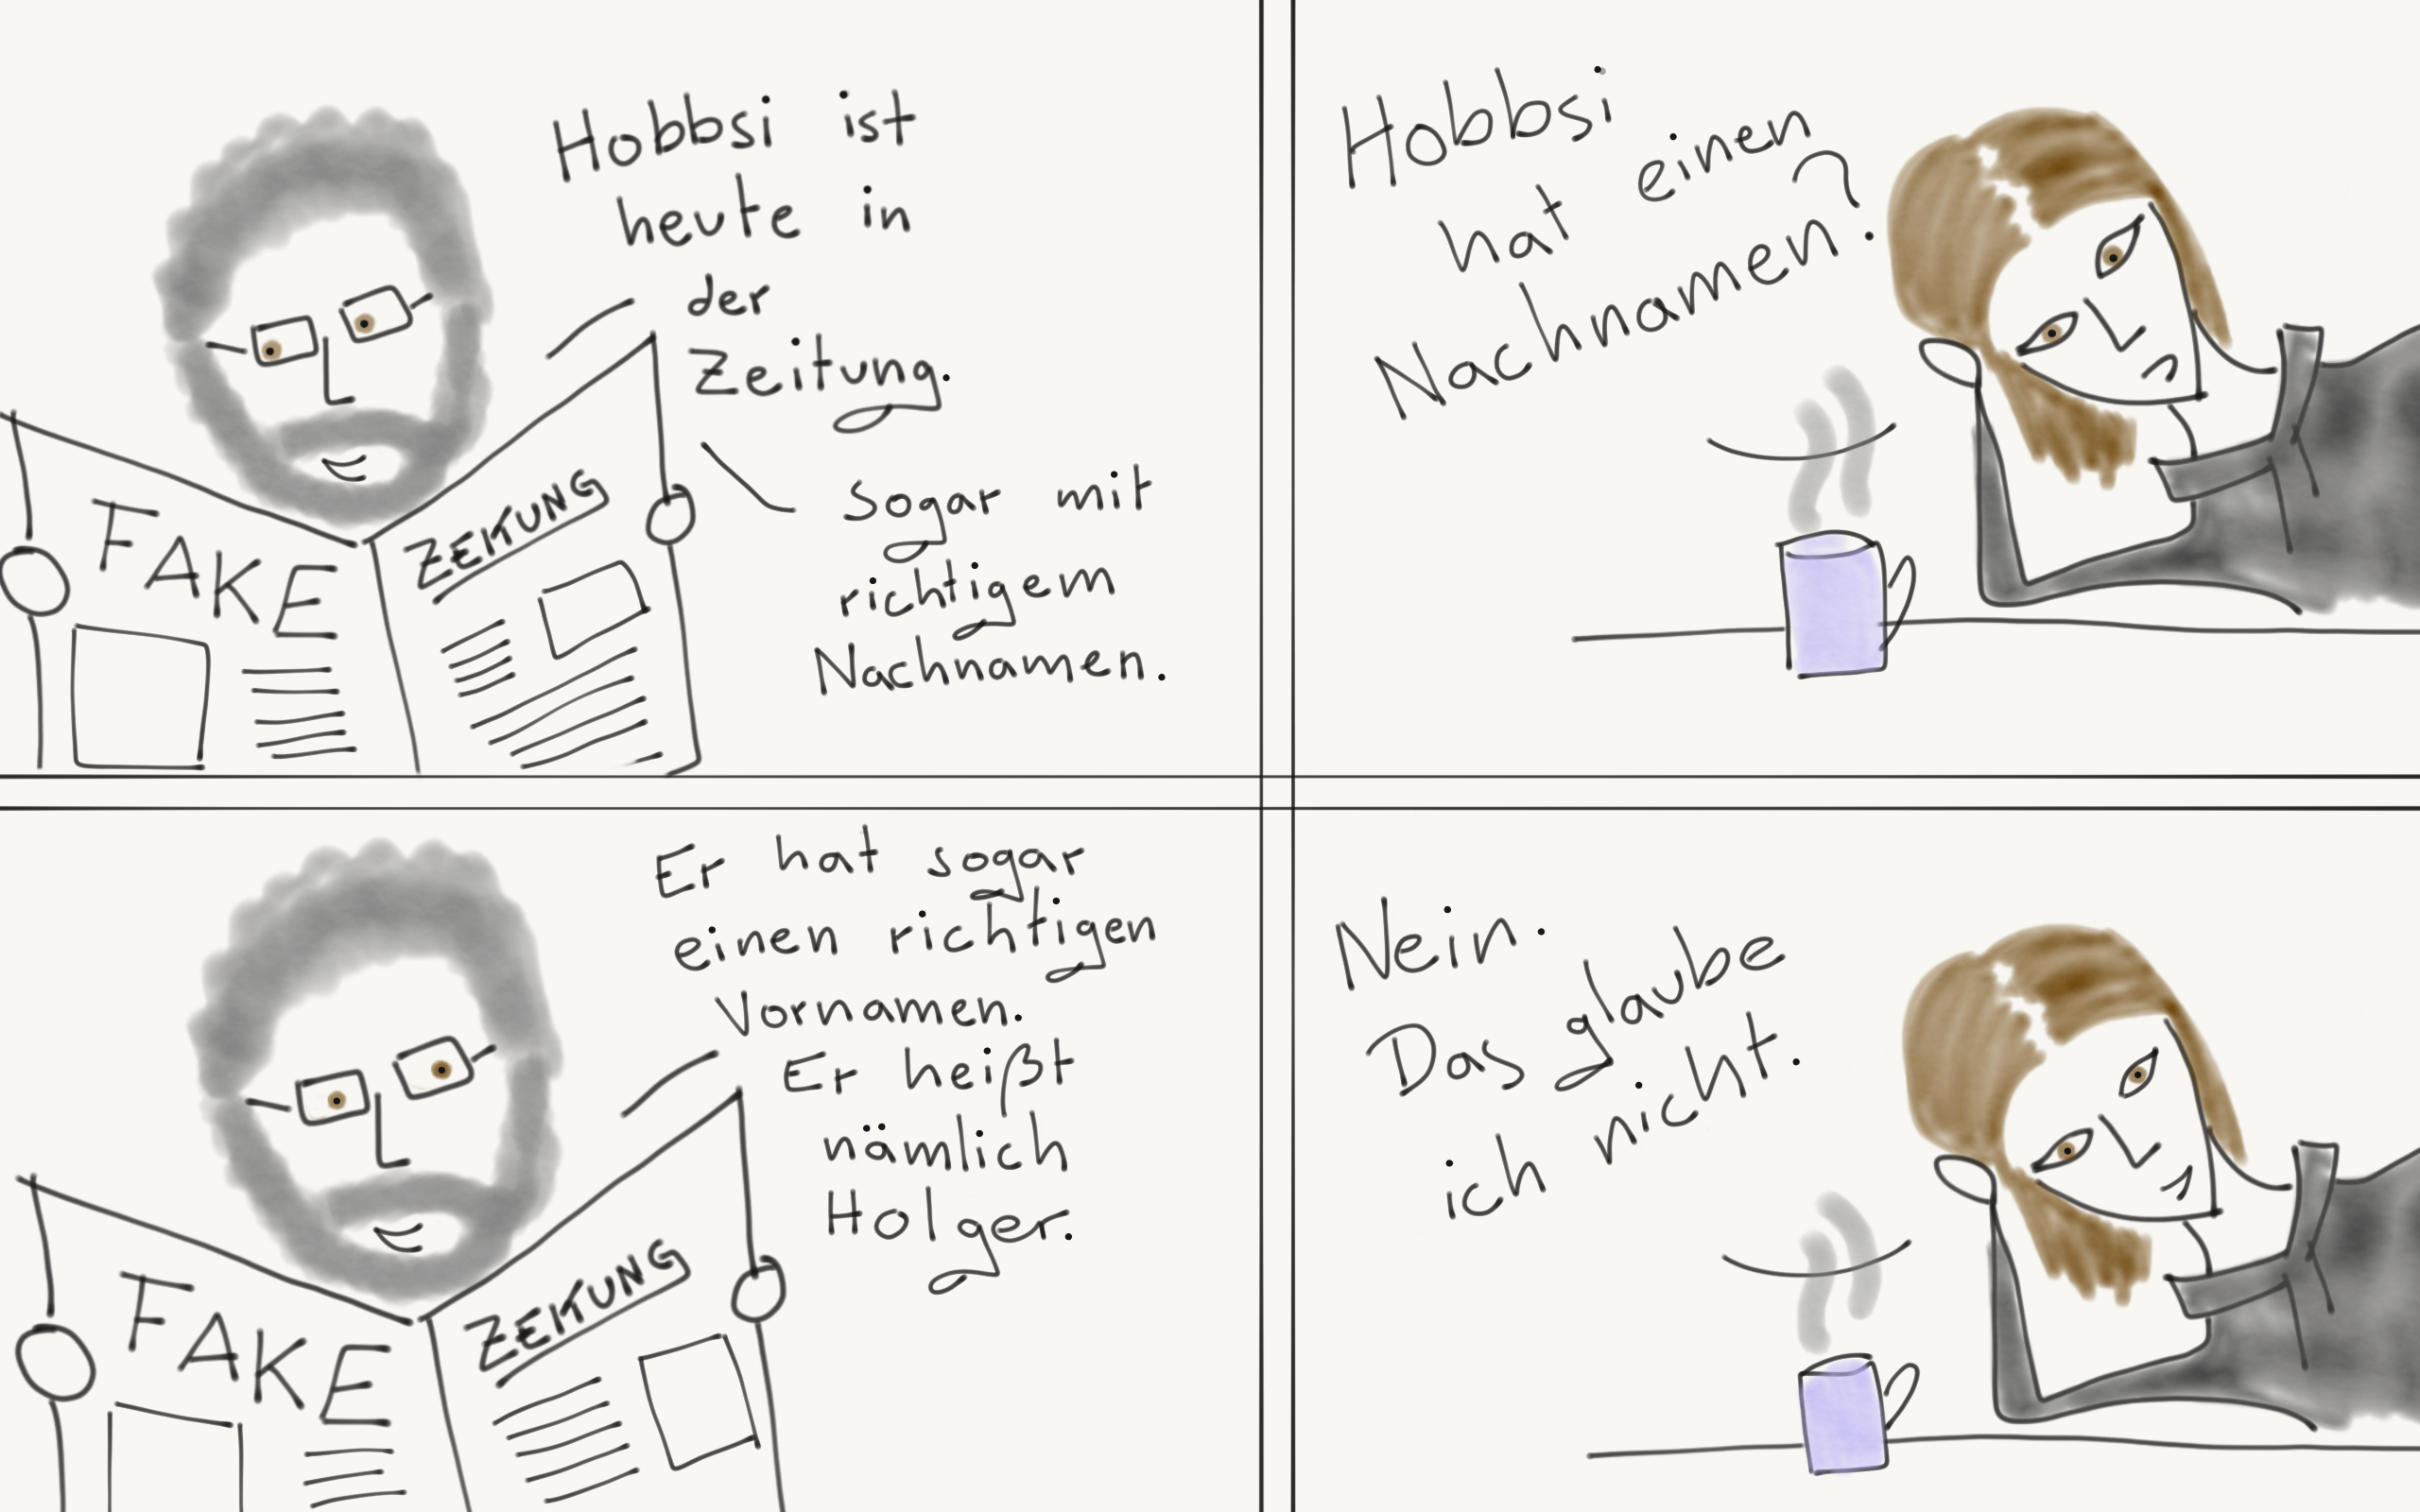 Hobbsi ist
heute in
der
Zeitung.
Sogar mit
richtigem
Nachnamen.
FAKE
ZEITUNG
Hobbsi
hat einen
Nachnamen?
Er hat sogar
einen richtigen
Vornamen.
Er heißt
nämlich
Holger.
FAKE
ZEITUNG
Nein.
Das glaube
ich nicht.